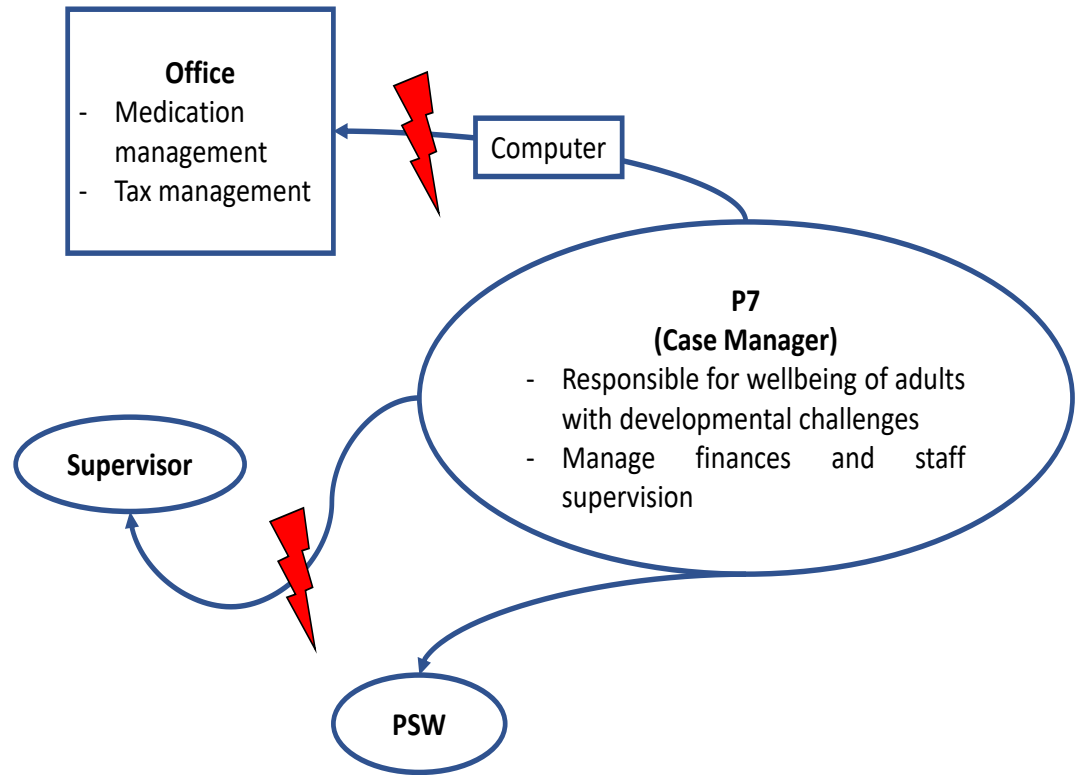 Office
- Medication
management
- Tax management
Computer
P7
(Case Manager)
- Responsible for wellbeing of adults
with developmental challenges
- Manage finances and staff
supervision
Supervisor
PSW